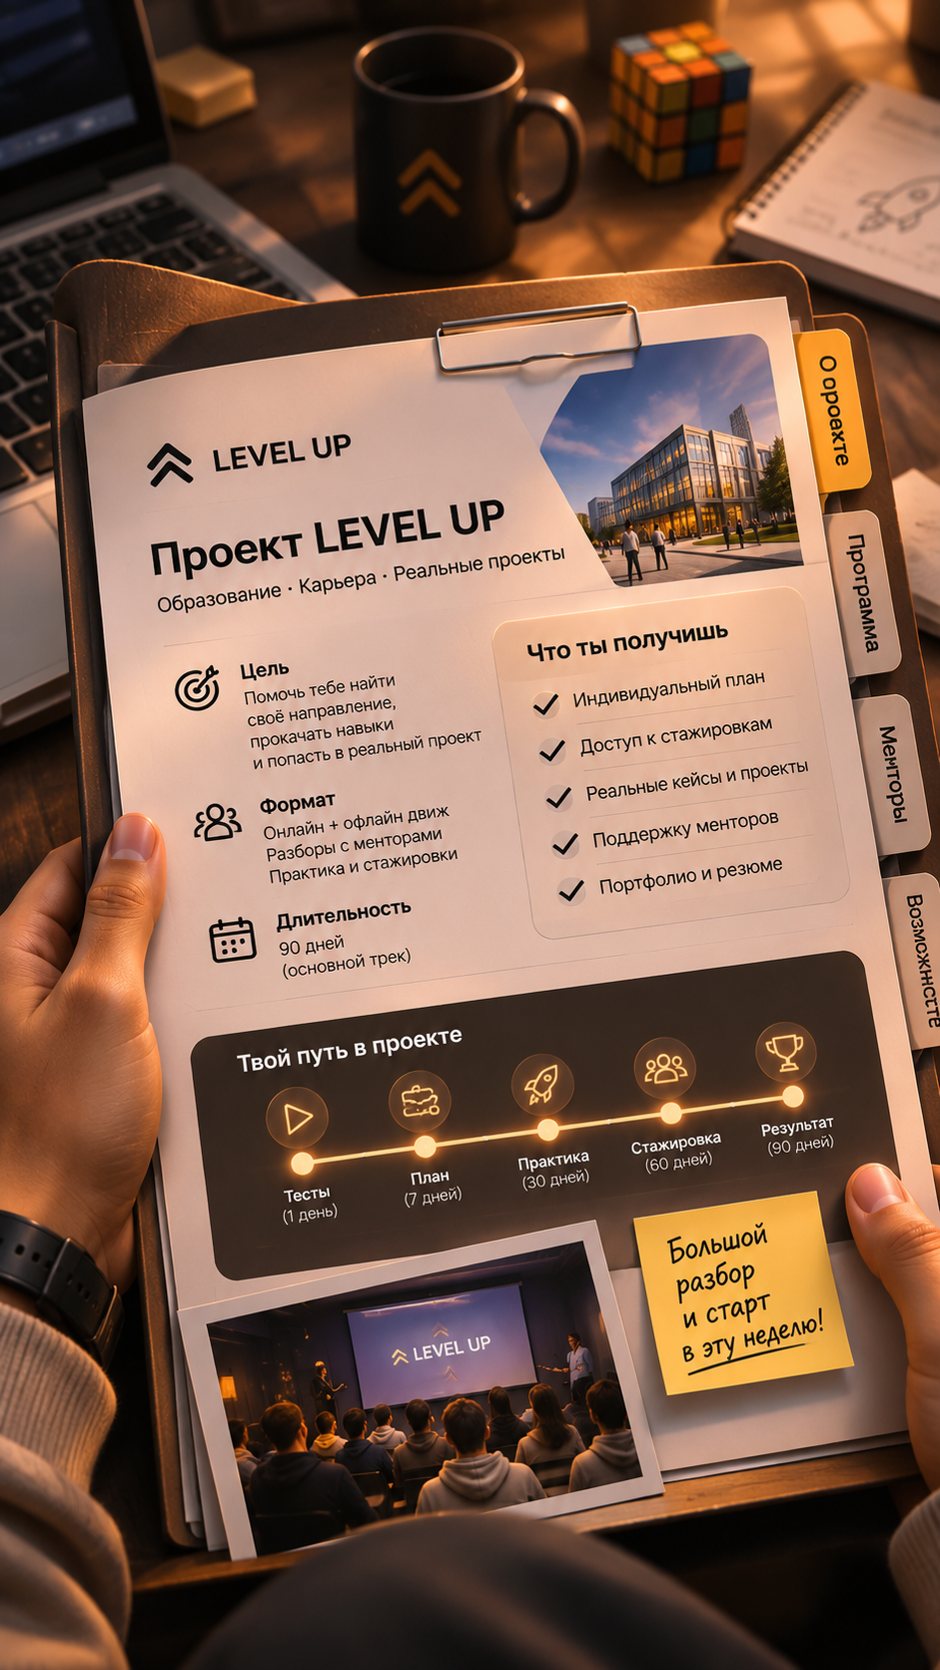 LEVEL UP
Проект LEVEL UP
Образование · Карьера · Реальные проекты
Цель
Помочь тебе найти
своё направление,
прокачать навыки
и попасть в реальный проект
Формат
Онлайн + офлайн движ
Разборы с менторами
Практика и стажировки
Длительность
90 дней
(основной трек)
Что ты получишь
Индивидуальный план
Доступ к стажировкам
Реальные кейсы и проекты
Поддержку менторов
Портфолио и резюме
Твой путь в проекте
Тесты
(1 день)
План
(7 дней)
Практика
(30 дней)
Стажировка
(60 дней)
Результат
(90 дней)
LEVEL UP
Большой
разбор
и старт
в эту неделю!
Программа
Менторы